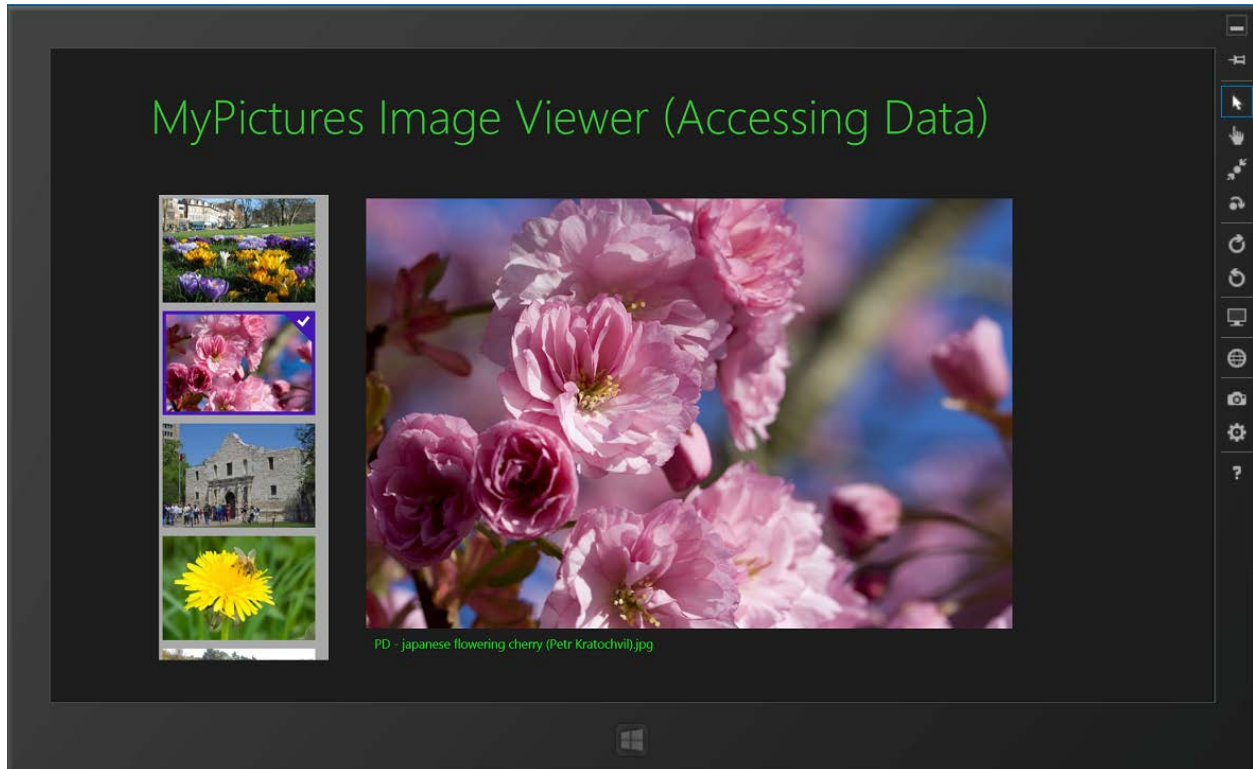 MyPictures Image Viewer (Accessing Data)
PD - japanese flowering cherry (Petr Kratochvil).jpg
?